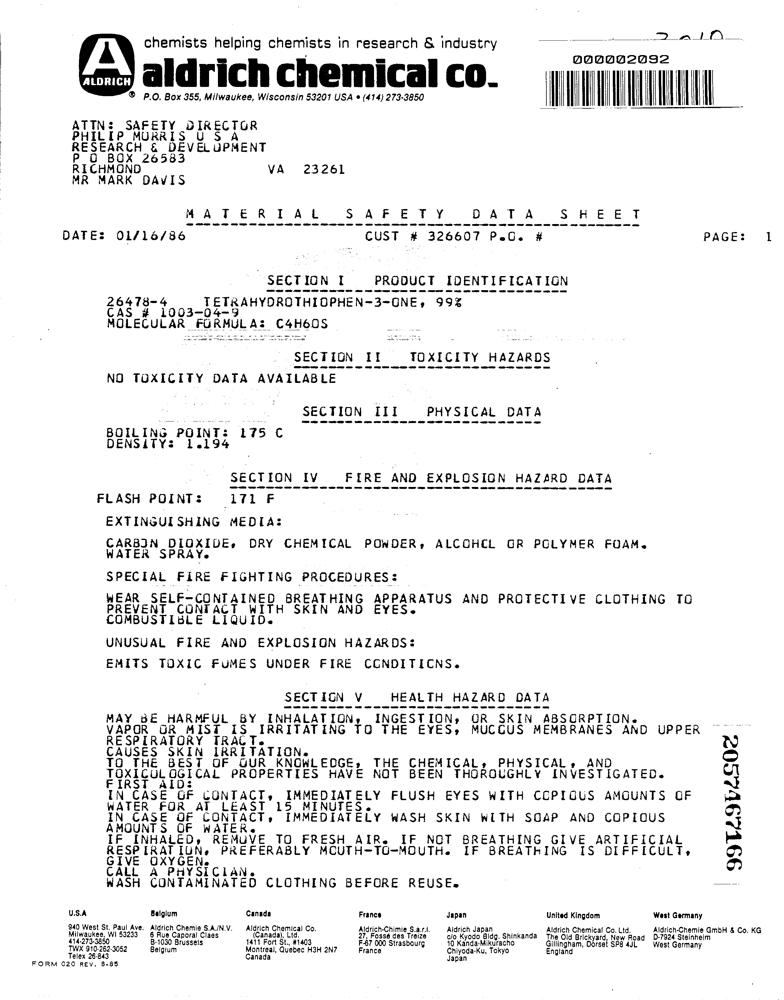 2010
chemists helping chemists in research & industry
ALDRICH
aldrich chemical co.
P.O. Box 355, Milwaukee, Wisconsin 53201 USA • (414) 273-3850
000002092
ATTN: SAFETY DIRECTOR
PHILIP MORRIS U S A
RESEARCH & DEVELOPMENT
P O BOX 26583
RICHMOND VA 23261
MR MARK DAVIS
MATERIAL SAFETY DATA SHEET
DATE: 01/16/86 CUST # 326607 P.O. # PAGE: 1
SECTION I PRODUCT IDENTIFICATION
26478-4 TETRAHYDROTHIOPHEN-3-ONE, 99%
CAS # 1003-04-9
MOLECULAR FORMULA: C4H6OS
SECTION II TOXICITY HAZARDS
NO TOXICITY DATA AVAILABLE
SECTION III PHYSICAL DATA
BOILING POINT: 175 C
DENSITY: 1.194
SECTION IV FIRE AND EXPLOSION HAZARD DATA
FLASH POINT: 171 F
EXTINGUISHING MEDIA:
CARBON DIOXIDE, DRY CHEMICAL POWDER, ALCOHOL OR POLYMER FOAM.
WATER SPRAY.
SPECIAL FIRE FIGHTING PROCEDURES:
WEAR SELF-CONTAINED BREATHING APPARATUS AND PROTECTIVE CLOTHING TO
PREVENT CONTACT WITH SKIN AND EYES.
COMBUSTIBLE LIQUID.
UNUSUAL FIRE AND EXPLOSION HAZARDS:
EMITS TOXIC FUMES UNDER FIRE CONDITIONS.
SECTION V HEALTH HAZARD DATA
MAY BE HARMFUL BY INHALATION, INGESTION, OR SKIN ABSORPTION.
VAPOR OR MIST IS IRRITATING TO THE EYES, MUCOUS MEMBRANES AND UPPER
RESPIRATORY TRACT.
CAUSES SKIN IRRITATION.
TO THE BEST OF OUR KNOWLEDGE, THE CHEMICAL, PHYSICAL, AND
TOXICOLOGICAL PROPERTIES HAVE NOT BEEN THOROUGHLY INVESTIGATED.
FIRST AID:
IN CASE OF CONTACT, IMMEDIATELY FLUSH EYES WITH COPIOUS AMOUNTS OF
WATER FOR AT LEAST 15 MINUTES.
IN CASE OF CONTACT, IMMEDIATELY WASH SKIN WITH SOAP AND COPIOUS
AMOUNTS OF WATER.
IF INHALED, REMOVE TO FRESH AIR. IF NOT BREATHING GIVE ARTIFICIAL
RESPIRATION, PREFERABLY MOUTH-TO-MOUTH. IF BREATHING IS DIFFICULT,
GIVE OXYGEN.
CALL A PHYSICIAN.
WASH CONTAMINATED CLOTHING BEFORE REUSE.
2057467166
U.S.A
940 West St. Paul Ave.
Milwaukee, WI 53233
414-273-3850
TWX 910-262-3052
Telex 26-843
Belgium
Aldrich Chemie S.A./N.V.
6 Rue Caporal Claes
B-1030 Brussels
Belgium
Canada
Aldrich Chemical Co.
(Canada), Ltd.
1411 Fort St., #1403
Montreal, Quebec H3H 2N7
Canada
France
Aldrich-Chimie S.a.r.l.
27, Fosse des Treize
F-67 000 Strasbourg
France
Japan
Aldrich Japan
c/o Kyodo Bldg. Shinkanda
10 Kanda-Mikuracho
Chiyoda-Ku, Tokyo
Japan
United Kingdom
Aldrich Chemical Co. Ltd.
The Old Brickyard, New Road
Gillingham, Dorset SP8 4JL
England
West Germany
Aldrich-Chemie GmbH & Co. KG
D-7924 Steinheim
West Germany
FORM 020 REV. 5-85